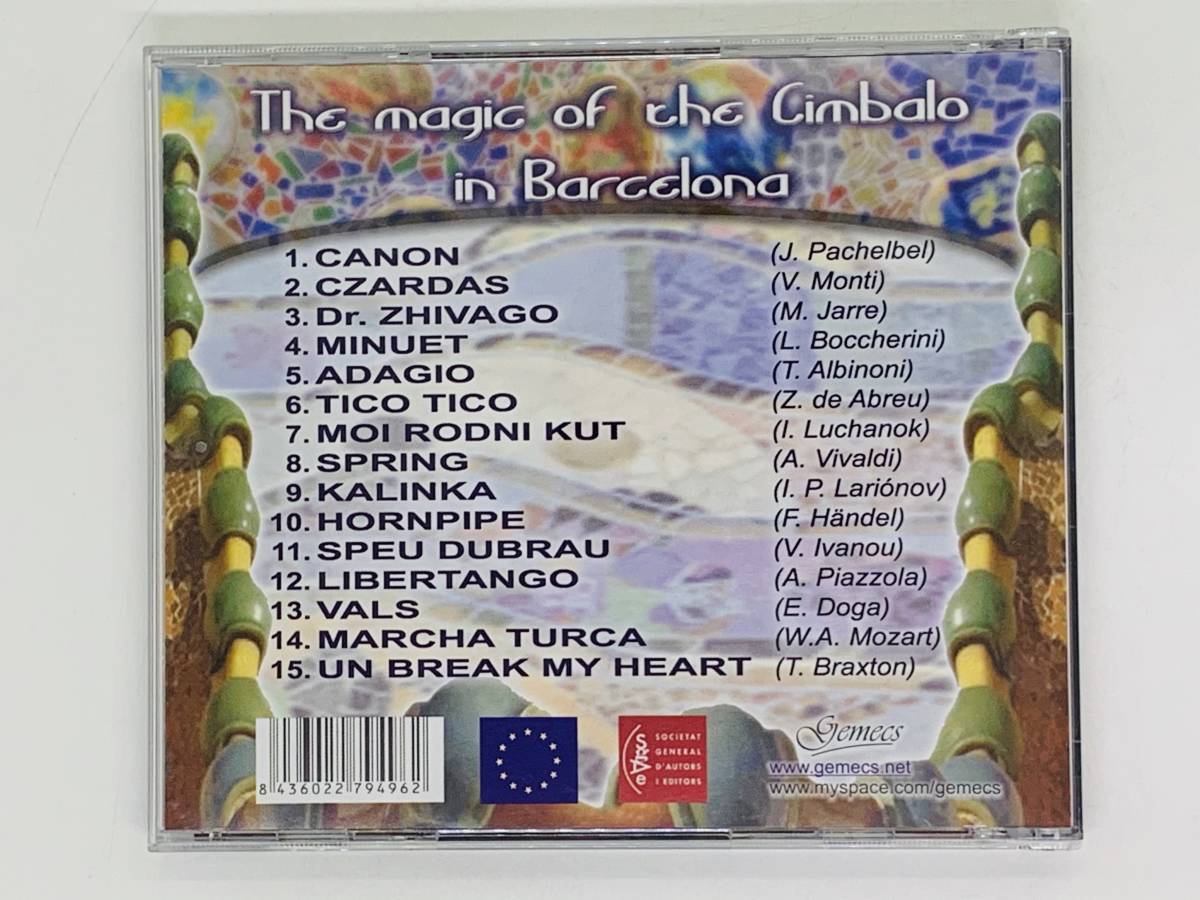 The magic of the Cimbalo
in Barcelona
1. CANON (J. Pachelbel)
2. CZARDAS (V. Monti)
3. Dr. ZHIVAGO (M. Jarre)
4. MINUET (L. Boccherini)
5. ADAGIO (T. Albinoni)
6. TICO TICO (Z. de Abreu)
7. MOI RODNI KUT (I. Luchanok)
8. SPRING (A. Vivaldi)
9. KALINKA (I. P. Lariónov)
10. HORNPIPE (F. Händel)
11. SPEU DUBRAU (V. Ivanou)
12. LIBERTANGO (A. Piazzola)
13. VALS (E. Doga)
14. MARCHA TURCA (W.A. Mozart)
15. UN BREAK MY HEART (T. Braxton)
8 436022 794962
SGAE
SOCIETAT
GENERAL
D'AUTORS
I EDITORS
Gemecs
www.gemecs.net
www.myspace.com/gemecs